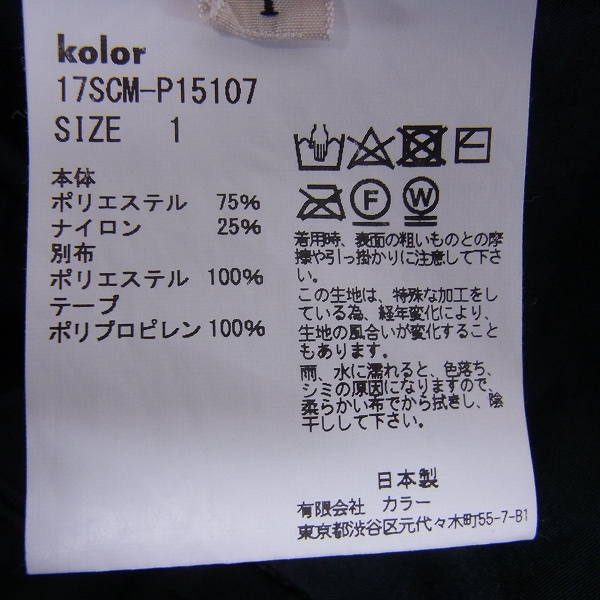 1
kolor
17SCM-P15107
SIZE 1
本体
ポリエステル 75%
ナイロン 25%
別布
ポリエステル 100%
テープ
ポリプロピレン 100%
F
W
着用時、表面の粗いものとの摩
擦や引っ掛かりに注意して下さ
い。
この生地は、特殊な加工をし
ている為、経年変化により、
生地の風合いが変化すること
もあります。
雨、水に濡れると、色落ち、
シミの原因になりますので、
柔らかい布でから拭きし、陰
干しして下さい。
日本製
有限会社 カラー
東京都渋谷区元代々木町55-7-B1